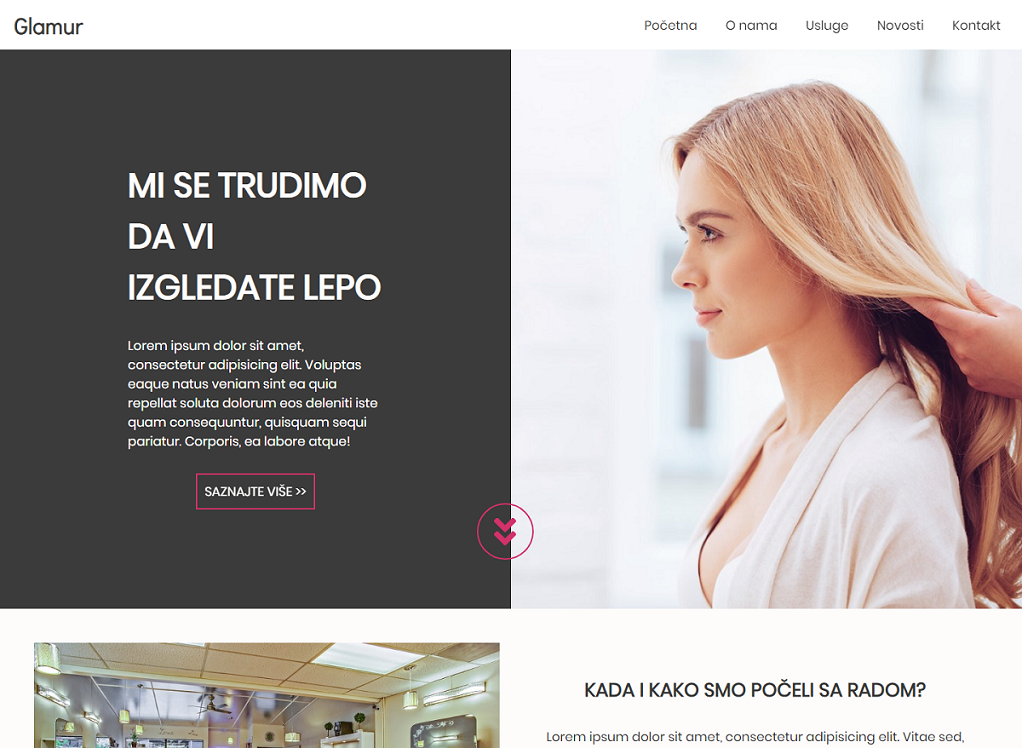 Glamur
Početna O nama Usluge Novosti Kontakt
MI SE TRUDIMO
DA VI
IZGLEDATE LEPO
Lorem ipsum dolor sit amet,
consectetur adipisicing elit. Voluptas
eaque natus veniam sint ea quia
repellat soluta dolorum eos deleniti iste
quam consequuntur, quisquam sequi
pariatur. Corporis, ea labore atque!
SAZNAJTE VIŠE >>
KADA I KAKO SMO POČELI SA RADOM?
Lorem ipsum dolor sit amet, consectetur adipisicing elit. Vitae sed,